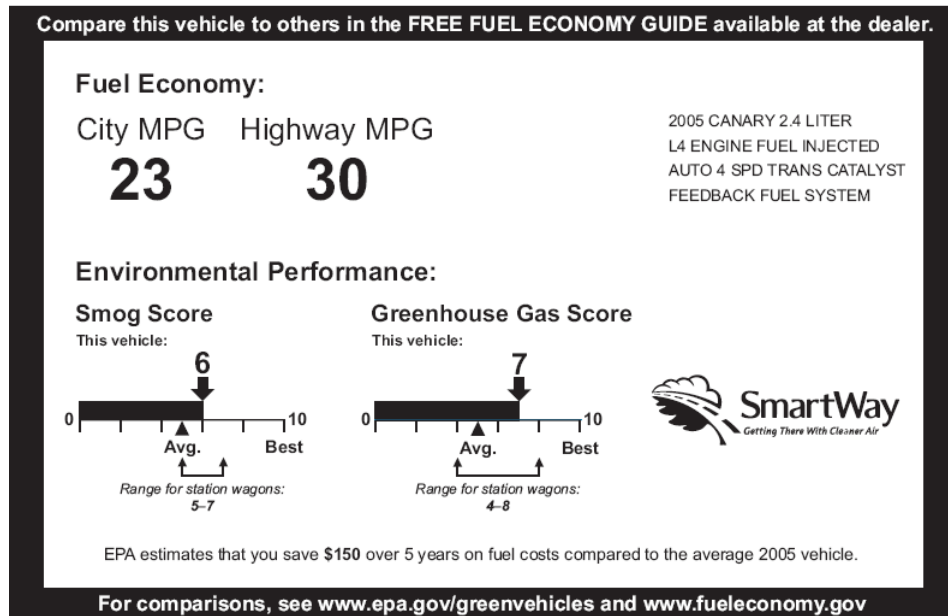 Compare this vehicle to others in the FREE FUEL ECONOMY GUIDE available at the dealer.
Fuel Economy:
City MPG Highway MPG
23 30
2005 CANARY 2.4 LITER
L4 ENGINE FUEL INJECTED
AUTO 4 SPD TRANS CATALYST
FEEDBACK FUEL SYSTEM
Environmental Performance:
Smog Score
This vehicle:
6
0 10
Avg. Best
Range for station wagons:
5–7
Greenhouse Gas Score
This vehicle:
7
0 10
Avg. Best
Range for station wagons:
4–8
SmartWay
Getting There With Cleaner Air
EPA estimates that you save $150 over 5 years on fuel costs compared to the average 2005 vehicle.
For comparisons, see www.epa.gov/greenvehicles and www.fueleconomy.gov